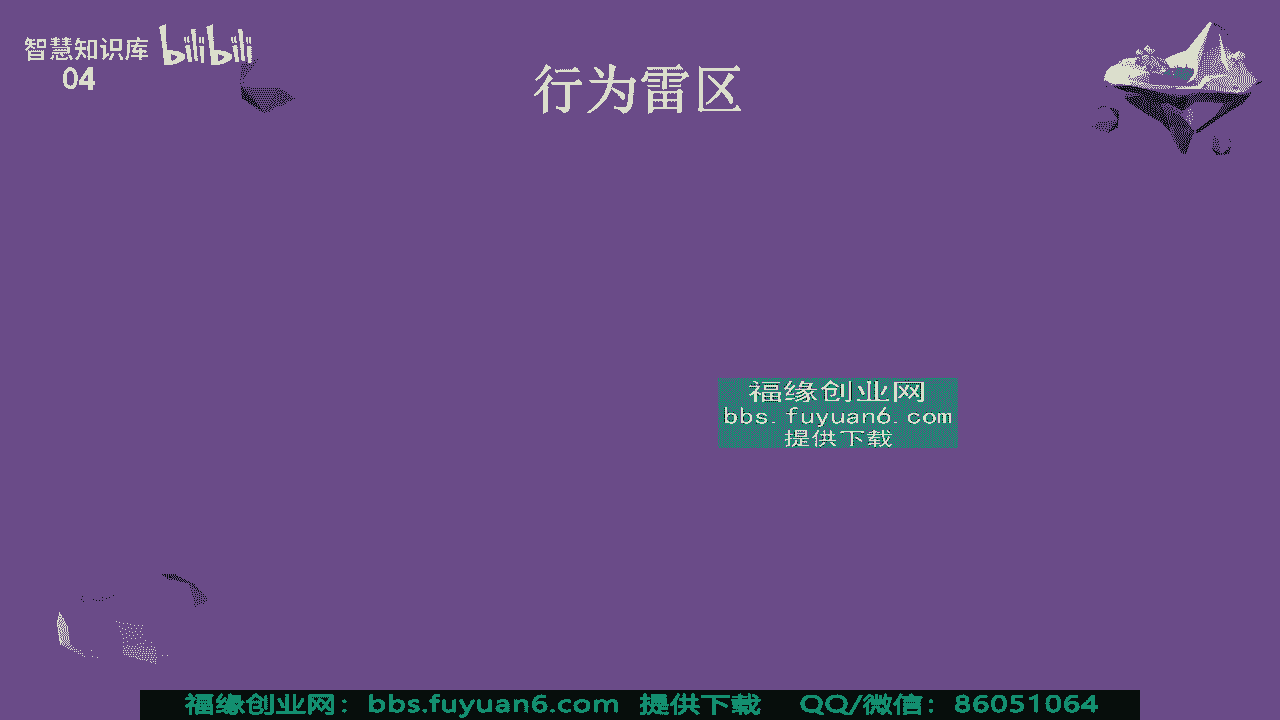 智慧知识库 bilibili
04
行为雷区
福缘创业网
bbs.fuyuan6.com
提供下载
福缘创业网：bbs.fuyuan6.com 提供下载 QQ/微信：86051064